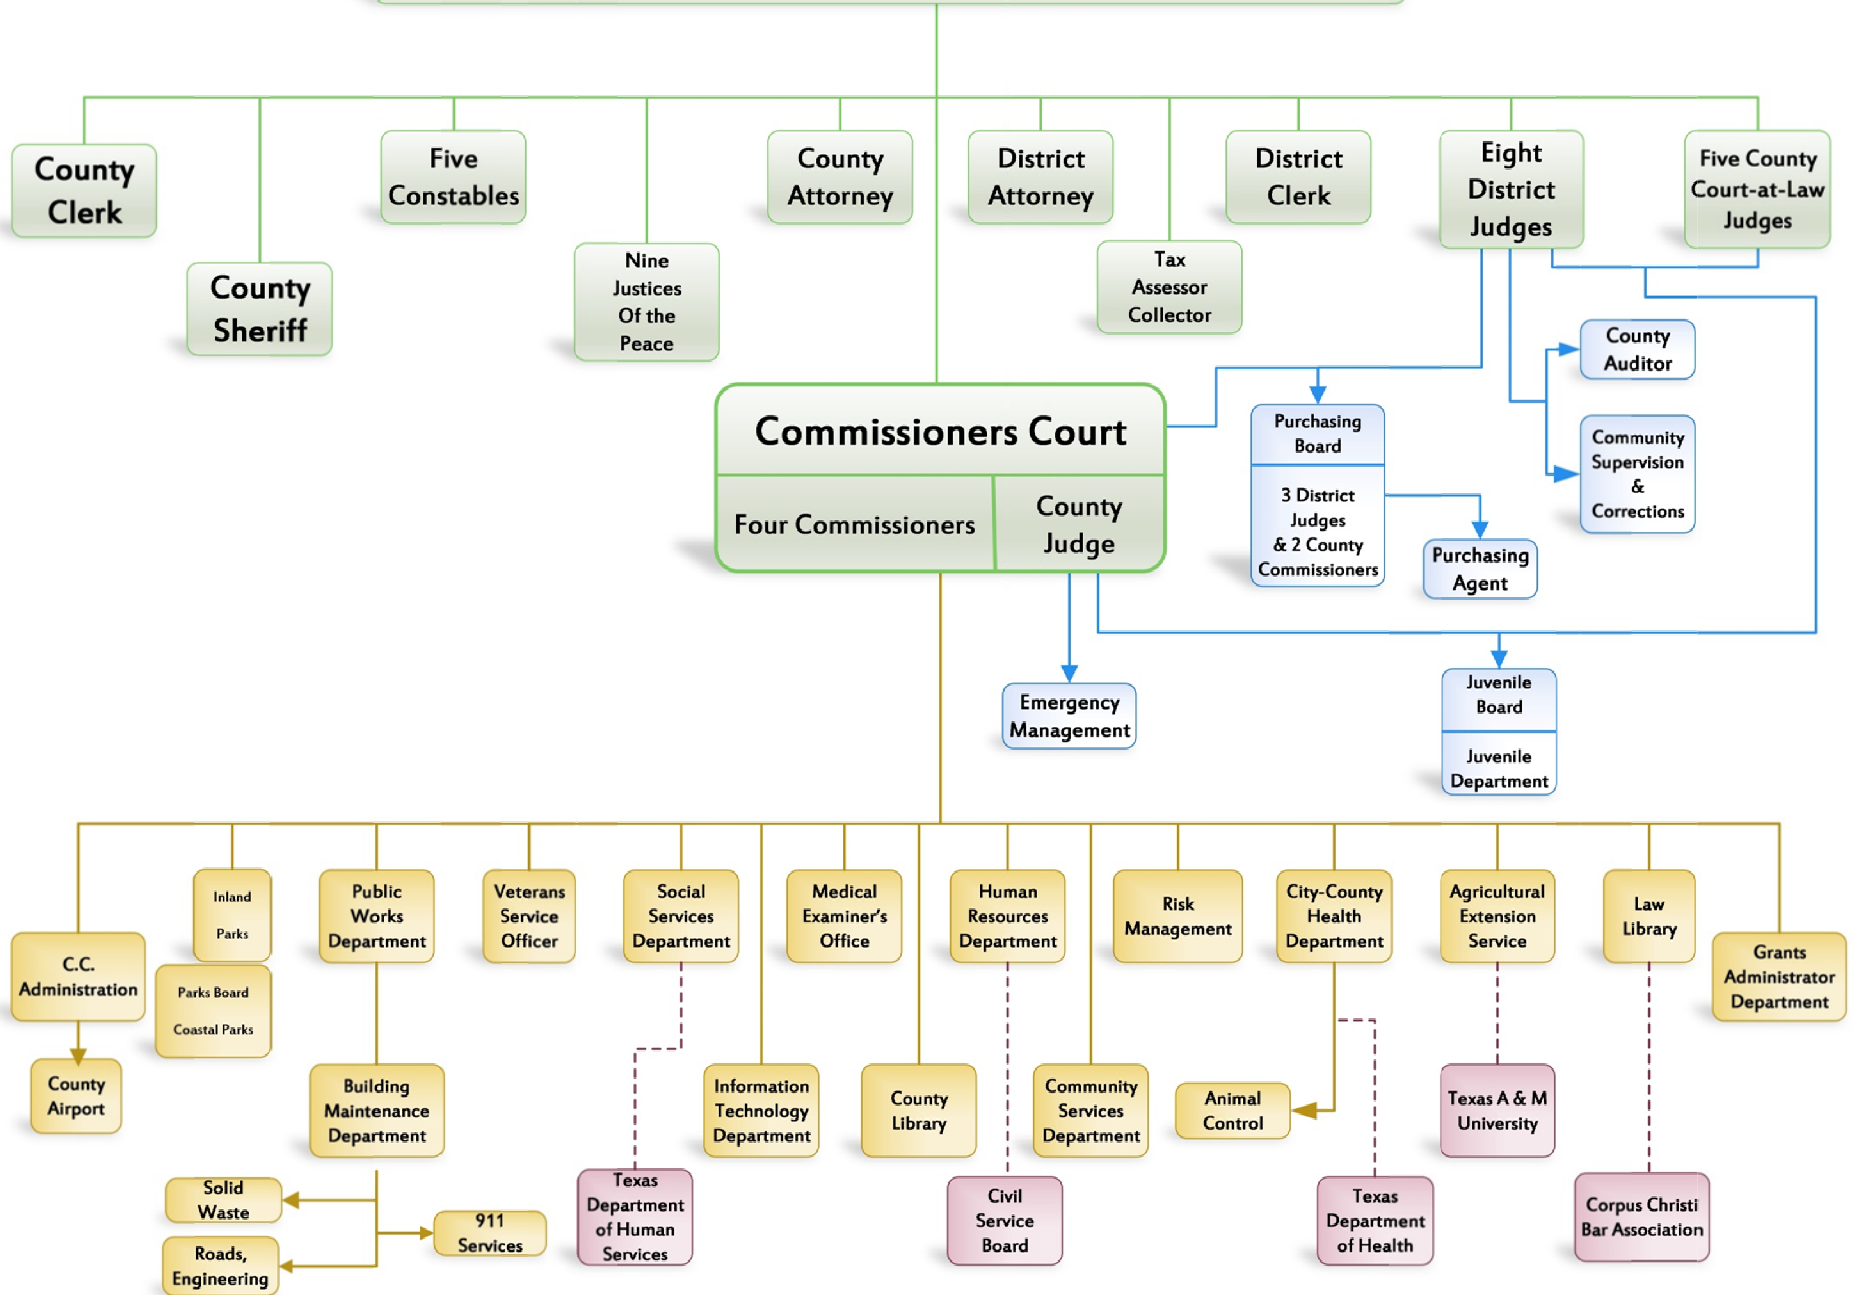 County
Clerk
County
Sheriff
Five
Constables
Nine
Justices
Of the
Peace
County
Attorney
District
Attorney
Tax
Assessor
Collector
District
Clerk
Eight
District
Judges
Five County
Court-at-Law
Judges
Commissioners Court
Four Commissioners
County
Judge
Purchasing
Board
3 District
Judges
& 2 County
Commissioners
Purchasing
Agent
County
Auditor
Community
Supervision
&
Corrections
Emergency
Management
Juvenile
Board
Juvenile
Department
C.C.
Administration
County
Airport
Inland
Parks
Parks Board
Coastal Parks
Public
Works
Department
Building
Maintenance
Department
Solid
Waste
Roads,
Engineering
911
Services
Veterans
Service
Officer
Social
Services
Department
Texas
Department
of Human
Services
Information
Technology
Department
Medical
Examiner's
Office
County
Library
Human
Resources
Department
Civil
Service
Board
Community
Services
Department
Risk
Management
City-County
Health
Department
Animal
Control
Texas
Department
of Health
Agricultural
Extension
Service
Texas A & M
University
Law
Library
Corpus Christi
Bar Association
Grants
Administrator
Department